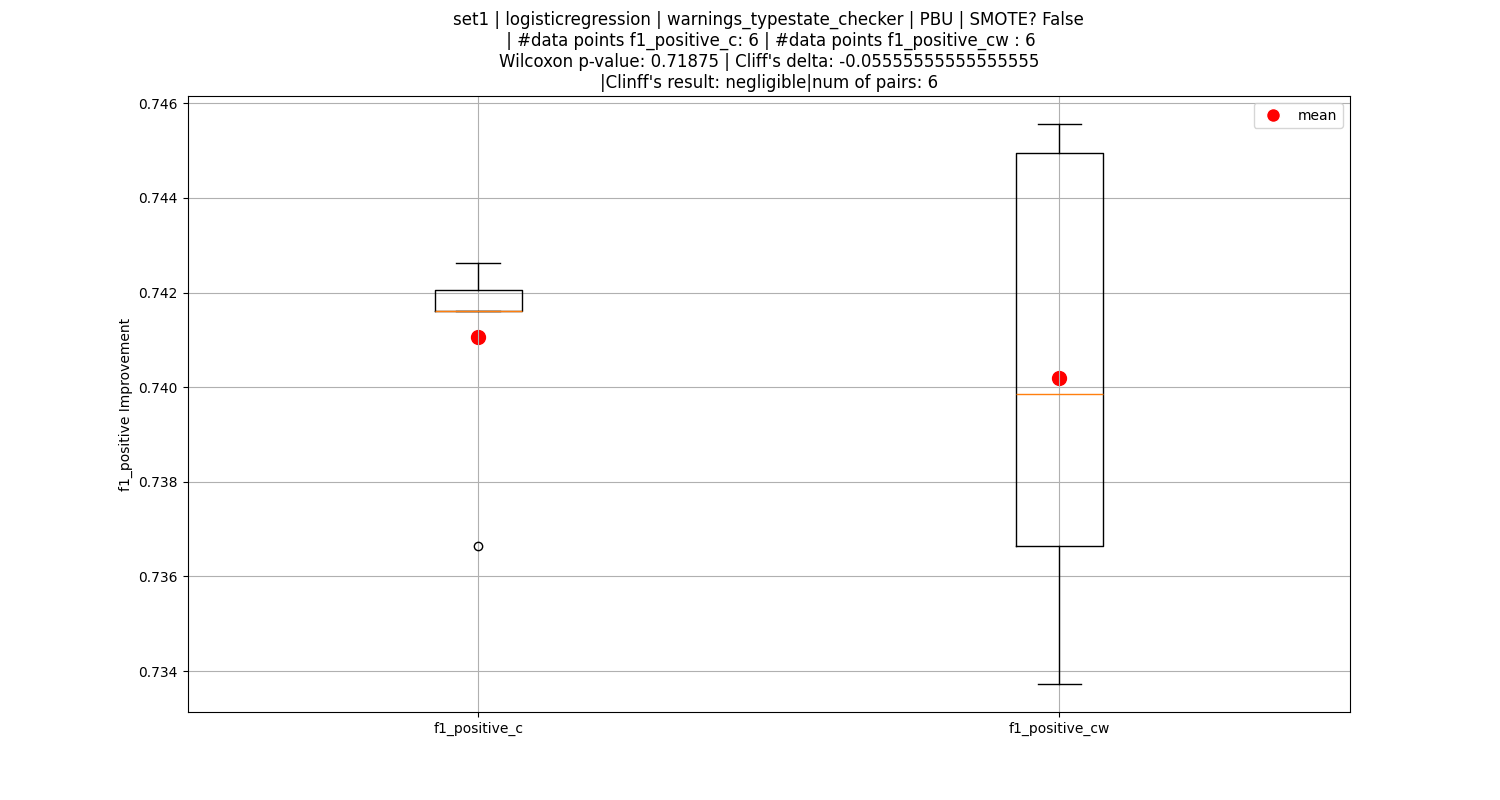 set1 | logisticregression | warnings_typestate_checker | PBU | SMOTE? False
| #data points f1_positive_c: 6 | #data points f1_positive_cw : 6
Wilcoxon p-value: 0.71875 | Cliff's delta: -0.05555555555555555
|Clinff's result: negligible|num of pairs: 6
mean
0.746
0.744
0.742
0.740
0.738
0.736
0.734
f1_positive Improvement
f1_positive_c
f1_positive_cw